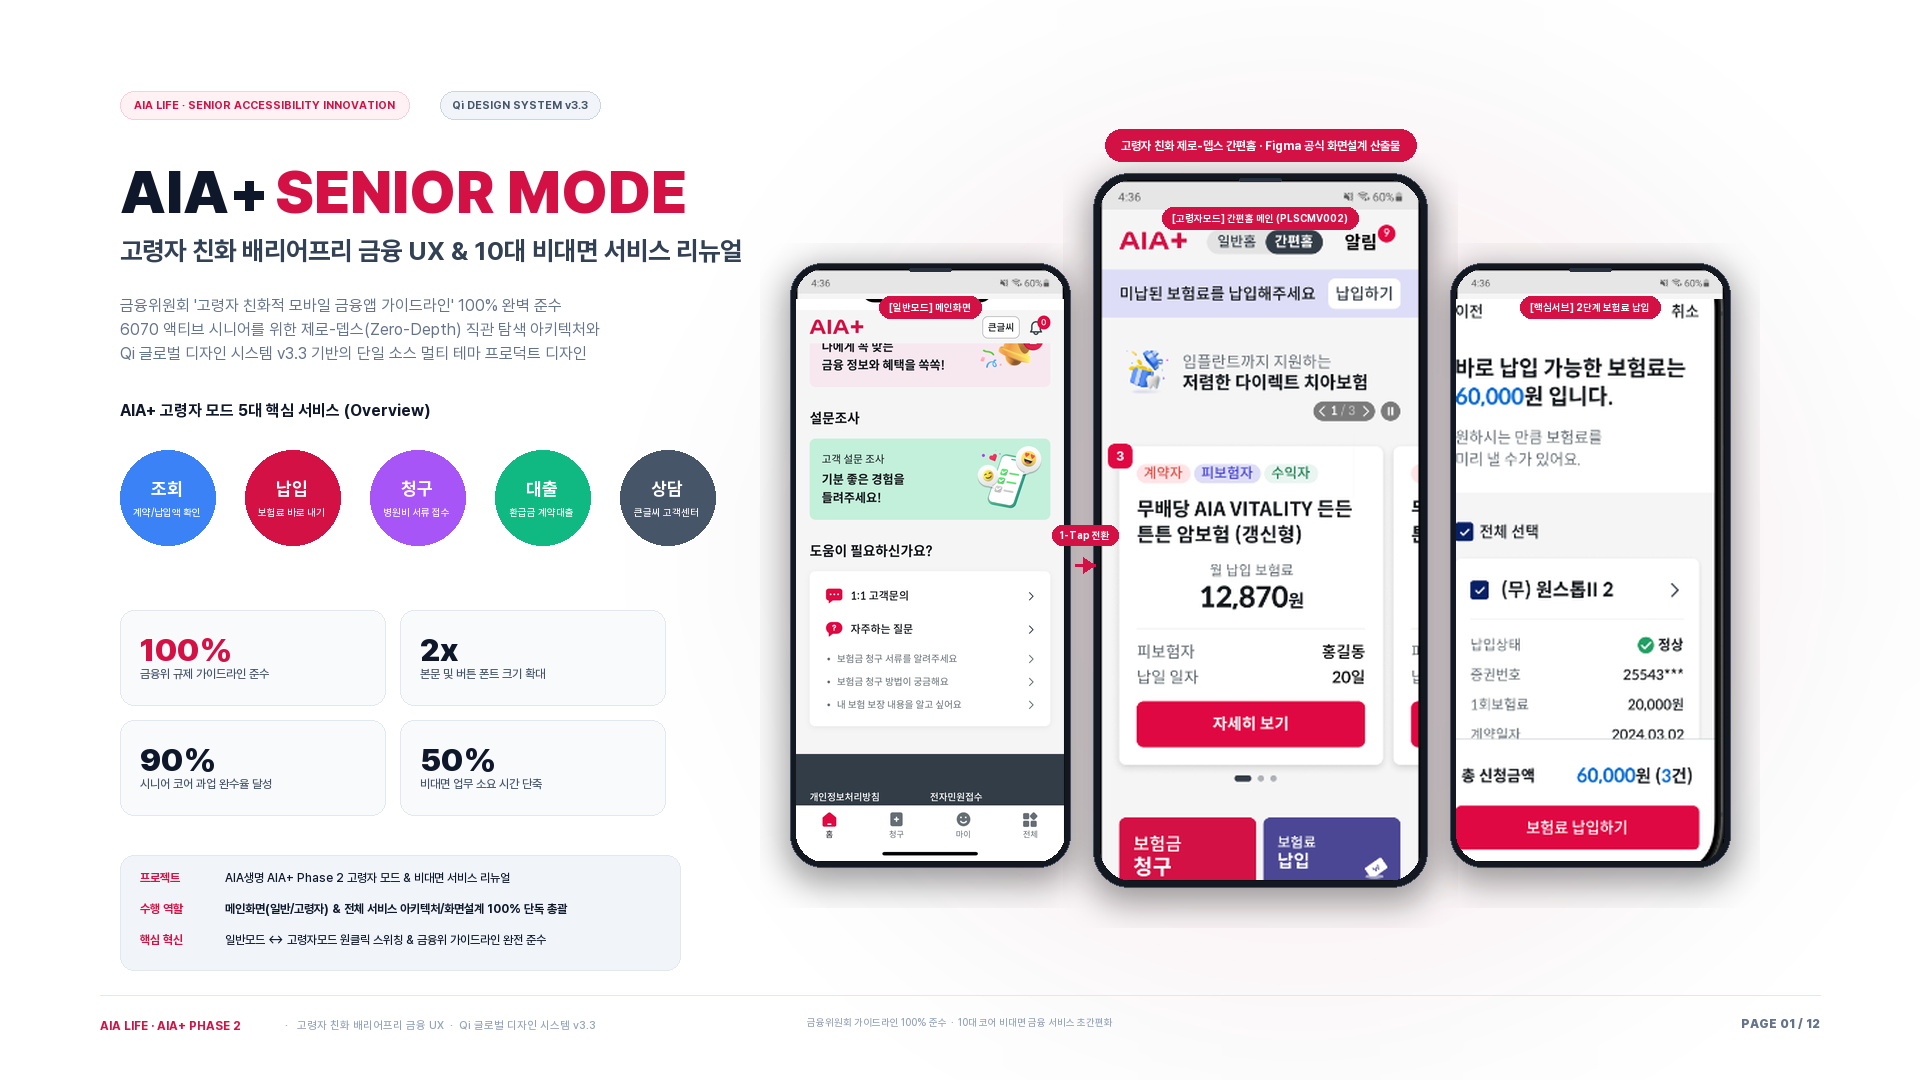 AIA LIFE · SENIOR ACCESSIBILITY INNOVATION
Qi DESIGN SYSTEM v3.3
AIA+ SENIOR MODE
고령자 친화 배리어프리 금융 UX & 10대 비대면 서비스 리뉴얼
금융위원회 '고령자 친화적 모바일 금융앱 가이드라인' 100% 완벽 준수
6070 액티브 시니어를 위한 제로-뎁스(Zero-Depth) 직관 탐색 아키텍처와
Qi 글로벌 디자인 시스템 v3.3 기반의 단일 소스 멀티 테마 프로덕트 디자인
AIA+ 고령자 모드 5대 핵심 서비스 (Overview)
조회
계약/납입액 확인
납입
보험료 바로 내기
청구
병원비 서류 접수
대출
환급금 계약대출
상담
큰글씨 고객센터
100%
금융위 규제 가이드라인 준수
2x
본문 및 버튼 폰트 크기 확대
90%
시니어 코어 과업 완수율 달성
50%
비대면 업무 소요 시간 단축
프로젝트 AIA생명 AIA+ Phase 2 고령자 모드 & 비대면 서비스 리뉴얼
수행 역할 메인화면(일반/고령자) & 전체 서비스 아키텍처/화면설계 100% 단독 총괄
핵심 혁신 일반모드 ↔ 고령자모드 원클릭 스위칭 & 금융위 가이드라인 완전 준수
4:36 60%
[일반모드] 메인화면
AIA+ 큰글씨 0
나에게 꼭 맞는
금융 정보와 혜택을 쏙쏙!
설문조사
고객 설문 조사
기분 좋은 경험을
들려주세요!
도움이 필요하신가요?
1:1 고객문의
자주하는 질문
• 보험금 청구 서류를 알려주세요
• 보험금 청구 방법이 궁금해요
• 내 보험 보장 내용을 알고 싶어요
개인정보처리방침 전자민원접수
홈 청구 마이 전체
1-Tap 전환
고령자 친화 제로-뎁스 간편홈 · Figma 공식 화면설계 산출물
4:36 60%
[고령자모드] 간편홈 메인 (PLSCMV002)
AIA+ 일반홈 간편홈 알림 9
미납된 보험료를 납입해주세요 납입하기
임플란트까지 지원하는
저렴한 다이렉트 치아보험
1 / 3
3
계약자 피보험자 수익자
무배당 AIA VITALITY 든든
튼튼 암보험 (갱신형)
월 납입 보험료
12,870원
피보험자 홍길동
납일 일자 20일
자세히 보기
보험금
청구
보험료
납입
4:36 60%
[핵심서브] 2단계 보험료 납입
이전 취소
바로 납입 가능한 보험료는
60,000원 입니다.
원하시는 만큼 보험료를
미리 낼 수가 있어요.
전체 선택
(무) 원스톱II 2
납입상태 정상
증권번호 25543***
1회보험료 20,000원
계약일자 2024.03.02
총 신청금액 60,000원 (3건)
보험료 납입하기
AIA LIFE · AIA+ PHASE 2 · 고령자 친화 배리어프리 금융 UX · Qi 글로벌 디자인 시스템 v3.3
금융위원회 가이드라인 100% 준수 · 10대 코어 비대면 금융 서비스 초간편화
PAGE 01 / 12